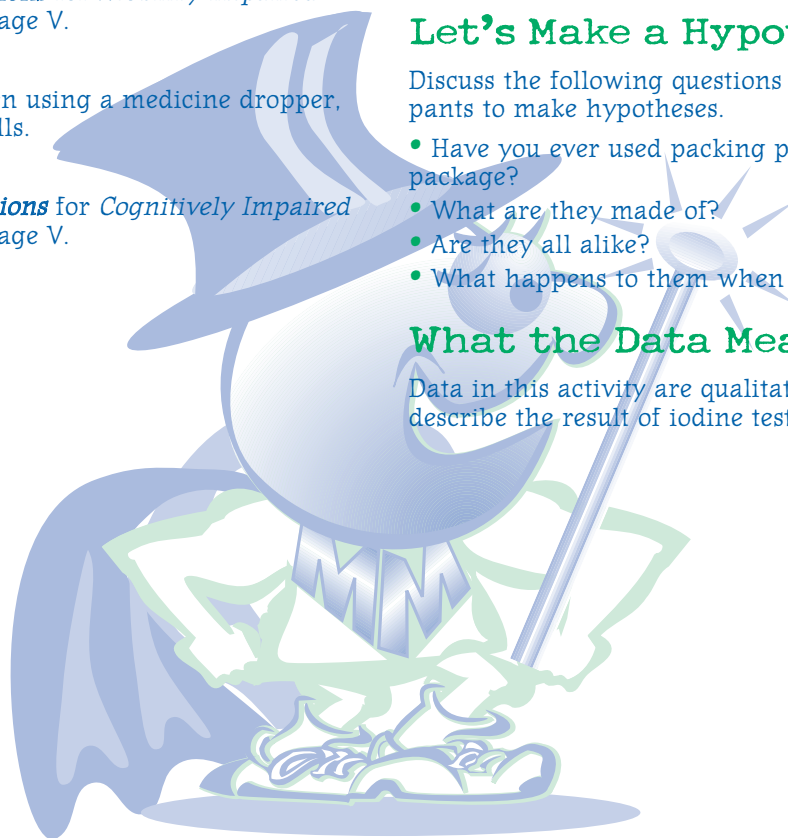 age V.
n using a medicine dropper,
lls.
ions for Cognitively Impaired
age V.
Let's Make a Hypo
Discuss the following questions
pants to make hypotheses.
• Have you ever used packing p
package?
• What are they made of?
• Are they all alike?
• What happens to them when
What the Data Mea
Data in this activity are qualitat
describe the result of iodine test
MM